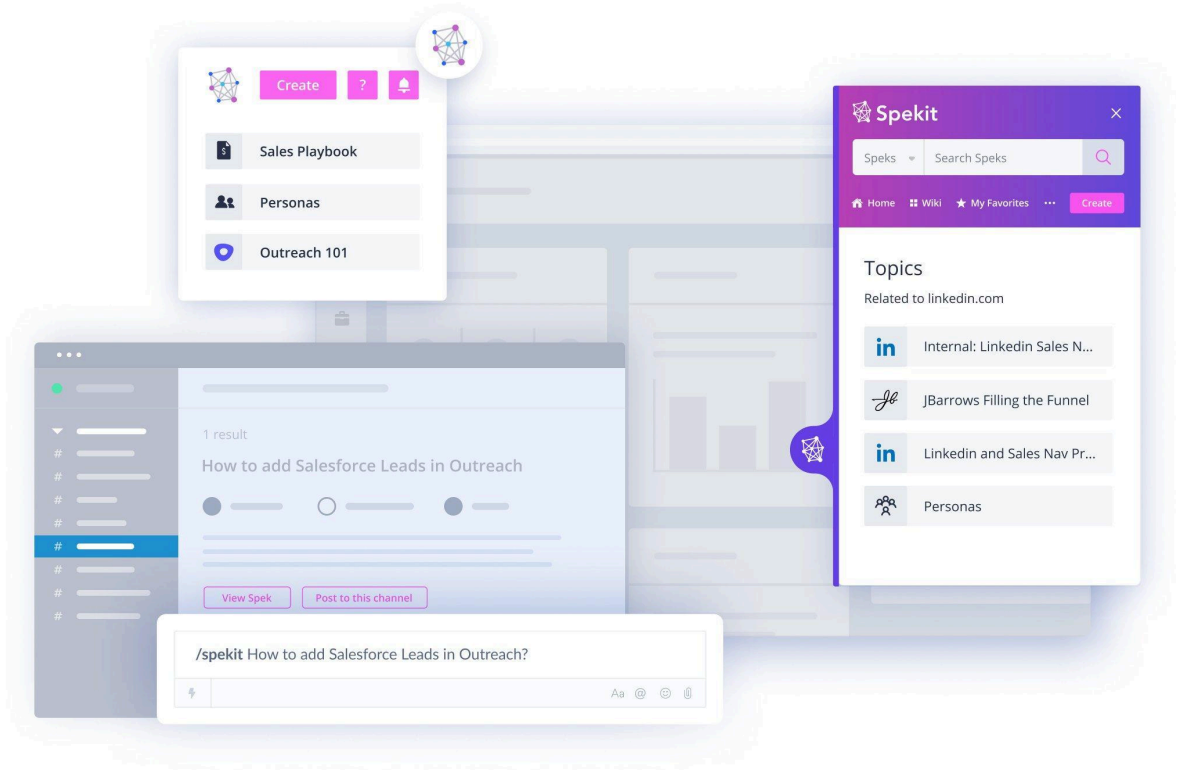 Create ?
Sales Playbook
Personas
Outreach 101
Spekit
Speks Search Speks
Home Wiki My Favorites ··· Create
Topics
Related to linkedin.com
in Internal: Linkedin Sales N...
JBarrows Filling the Funnel
in Linkedin and Sales Nav Pr...
Personas
1 result
How to add Salesforce Leads in Outreach
#
#
#
#
#
#
#
#
View Spek Post to this channel
/spekit How to add Salesforce Leads in Outreach?
Aa @